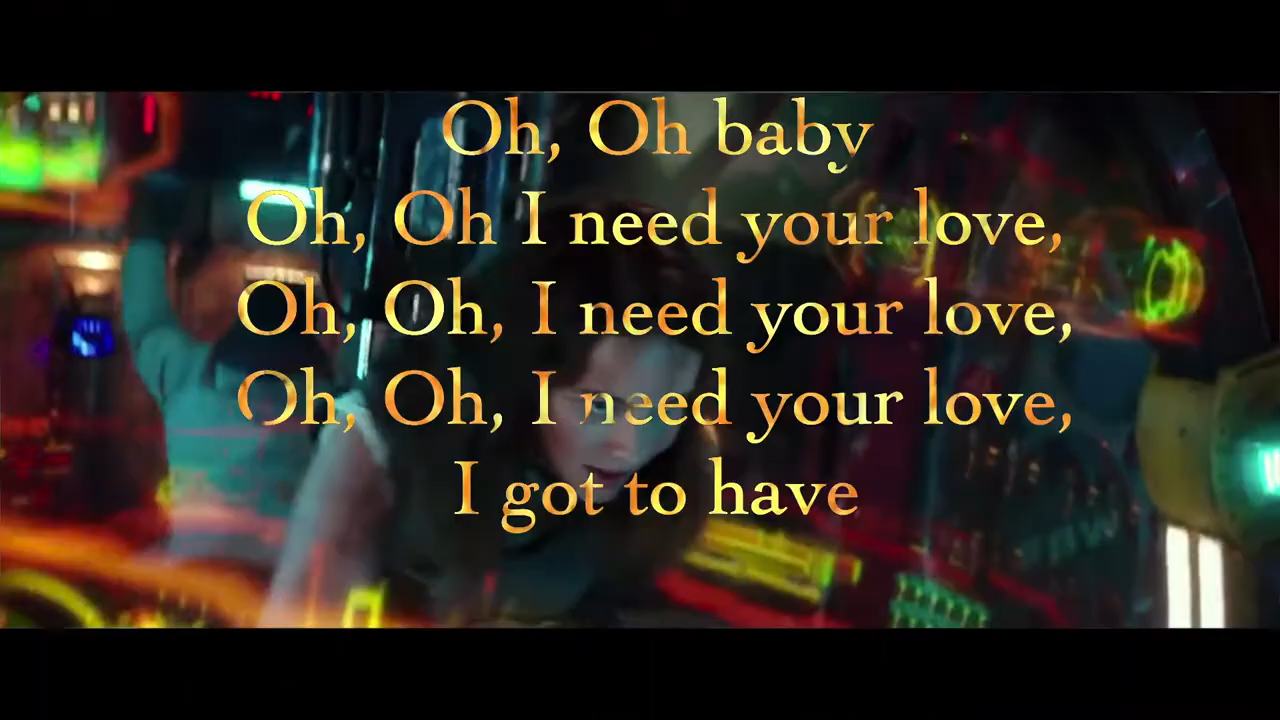 Oh, Oh baby
Oh, Oh I need your love,
Oh, Oh, I need your love,
Oh, Oh, I need your love,
I got to have